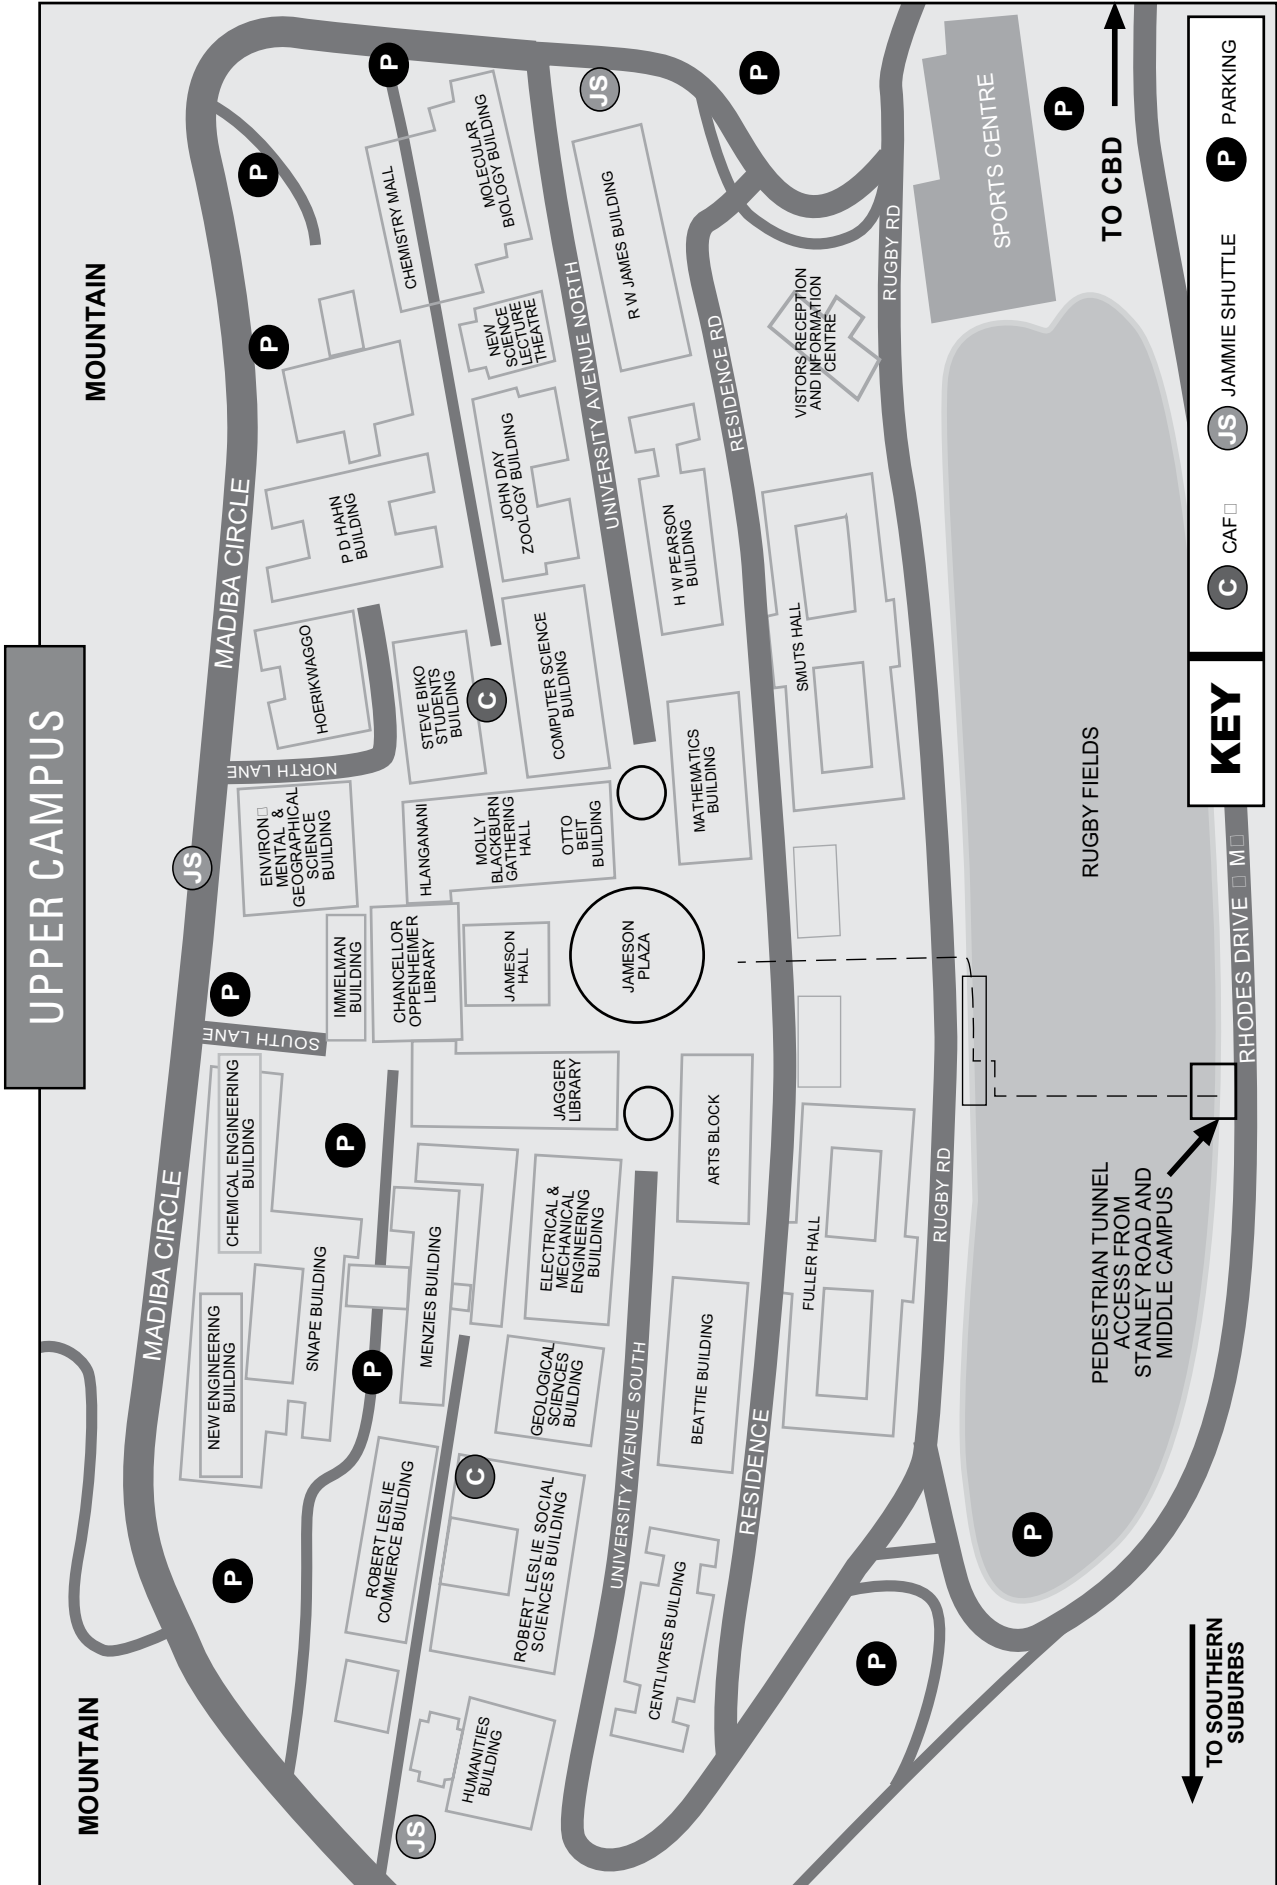 UPPER CAMPUS
MOUNTAIN
MOUNTAIN
MADIBA CIRCLE
MADIBA CIRCLE
JS
P
P
P
P
P
P
P
P
NEW ENGINEERING
BUILDING
CHEMICAL ENGINEERING
BUILDING
SNAPE BUILDING
SOUTH LANE
NORTH LANE
ENVIRON
MENTAL &
GEOGRAPHICAL
SCIENCE
BUILDING
HOERIKWAGGO
P D HAHN
BUILDING
CHEMISTRY MALL
IMMELMAN
BUILDING
CHANCELLOR
OPPENHEIMER
LIBRARY
HLANGANANI
STEVE BIKO
STUDENTS
BUILDING
C
MOLLY
BLACKBURN
GATHERING
HALL
OTTO
BEIT
BUILDING
JAMESON
HALL
JAGGER
LIBRARY
JAMESON
PLAZA
COMPUTER SCIENCE
BUILDING
JOHN DAY
ZOOLOGY BUILDING
NEW
SCIENCE
LECTURE
THEATRE
MOLECULAR
BIOLOGY BUILDING
ROBERT LESLIE
COMMERCE BUILDING
MENZIES BUILDING
JS
HUMANITIES
BUILDING
C
ROBERT LESLIE SOCIAL
SCIENCES BUILDING
GEOLOGICAL
SCIENCES
BUILDING
ELECTRICAL &
MECHANICAL
ENGINEERING
BUILDING
UNIVERSITY AVENUE SOUTH
UNIVERSITY AVENUE NORTH
JS
CENTLIVRES BUILDING
BEATTIE BUILDING
ARTS BLOCK
MATHEMATICS
BUILDING
H W PEARSON
BUILDING
R W JAMES BUILDING
RESIDENCE
RESIDENCE RD
P
FULLER HALL
SMUTS HALL
VISTORS RECEPTION
AND INFORMATION
CENTRE
P
RUGBY RD
RUGBY RD
SPORTS CENTRE
P
P
RUGBY FIELDS
TO CBD
PEDESTRIAN TUNNEL
ACCESS FROM
STANLEY ROAD AND
MIDDLE CAMPUS
TO SOUTHERN
SUBURBS
RHODES DRIVE M
KEY
C CAF
JS JAMMIE SHUTTLE
P PARKING